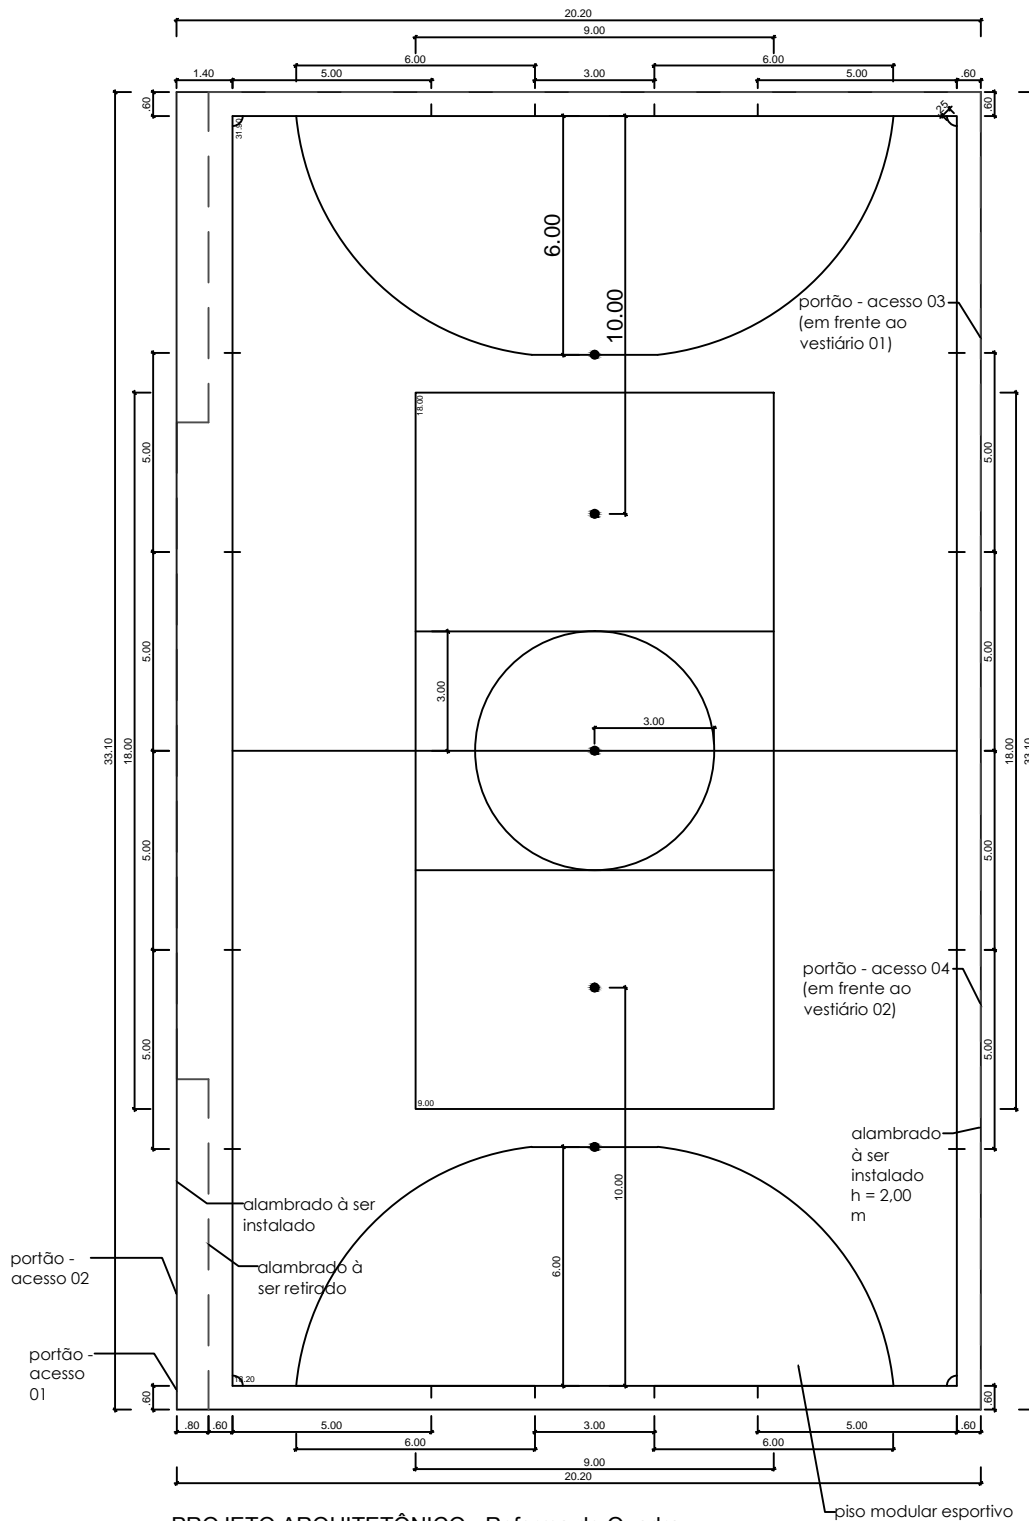 20.20
9.00
6.00
6.00
1.40
5.00
3.00
5.00
.60
.60
.60
31.90
.25
6.00
10.00
portão - acesso 03
(em frente ao
vestiário 01)
18.00
5.00
5.00
5.00
5.00
3.00
3.00
33.10
18.00
18.00
33.10
5.00
5.00
portão - acesso 04
(em frente ao
vestiário 02)
5.00
5.00
9.00
alambrado
à ser
instalado
h = 2,00
m
10.00
alambrado à ser
instalado
portão -
acesso 02
alambrado à
ser retirado
6.00
portão -
acesso
01
.60
.60
.80
.60
5.00
3.00
5.00
.60
6.00
6.00
9.00
20.20
piso modular esportivo